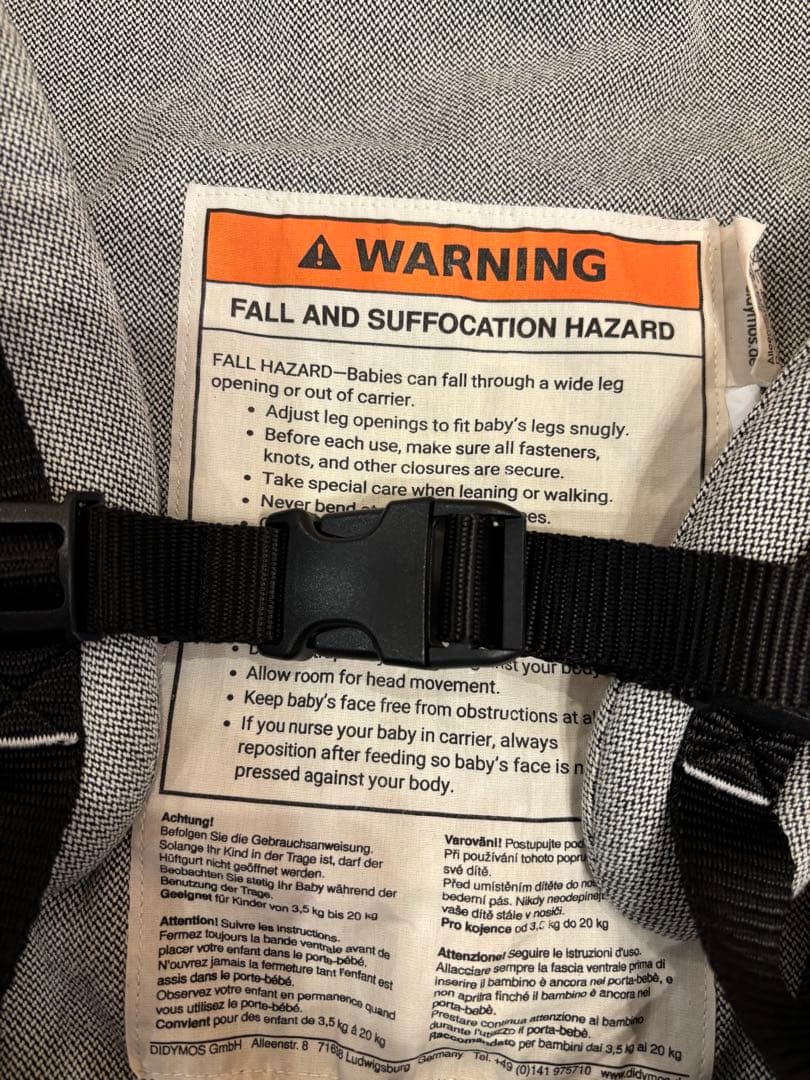 WARNING
FALL AND SUFFOCATION HAZARD
FALL HAZARD—Babies can fall through a wide leg
opening or out of carrier.
• Adjust leg openings to fit baby's legs snugly.
• Before each use, make sure all fasteners,
knots, and other closures are secure.
• Take special care when leaning or walking.
• Never bend
• Allow room for head movement.
• Keep baby's face free from obstructions at
• If you nurse your baby in carrier, always
reposition after feeding so baby's face is
pressed against your body.
Achtung!
Befolgen Sie die Gebrauchsanweisung.
Solange Ihr Kind in der Trage ist, darf der
Hüftgurt nicht geöffnet werden.
Beobachten Sie stetig Ihr Baby während der
Benutzung der Trage.
Geeignet für Kinder von 3,5 kg bis 20 kg
Attention! Suivre les instructions.
Fermez toujours la bande ventrale avant de
placer votre enfant dans le porte-bébé.
N'ouvrez jamais la fermeture tant l'enfant est
assis dans le porte-bébé.
Observez votre enfant en permanence quand
vous utilisez le porte-bébé.
Convient pour des enfant de 3,5 kg á 20 kg
Varování! Postupujte
Při používání tohoto
své dítě.
Před umístěním dítěte do
bederní pás. Nikdy
vaše dítě stále v nosiči.
Pro kojence od 3,5 kg do 20 kg
Attenzione! Seguire le istruzioni d'uso.
Allacciare sempre la fascia ventrale prima di
inserire il bambino è ancora nel porta-bebè, e
non aprirla finché il bambino è ancora nel
porta-bebè.
Prestare continua attenzione al bambino
durante l'utilizzo il porta-bebè.
Raccomandato per bambini dai 3,5 kg al 20 kg
DIDYMOS GmbH Alleenstr. 8 71638 Ludwigsburg Germany Tel. +49 (0)141 975710 www.didymos
didymos.de